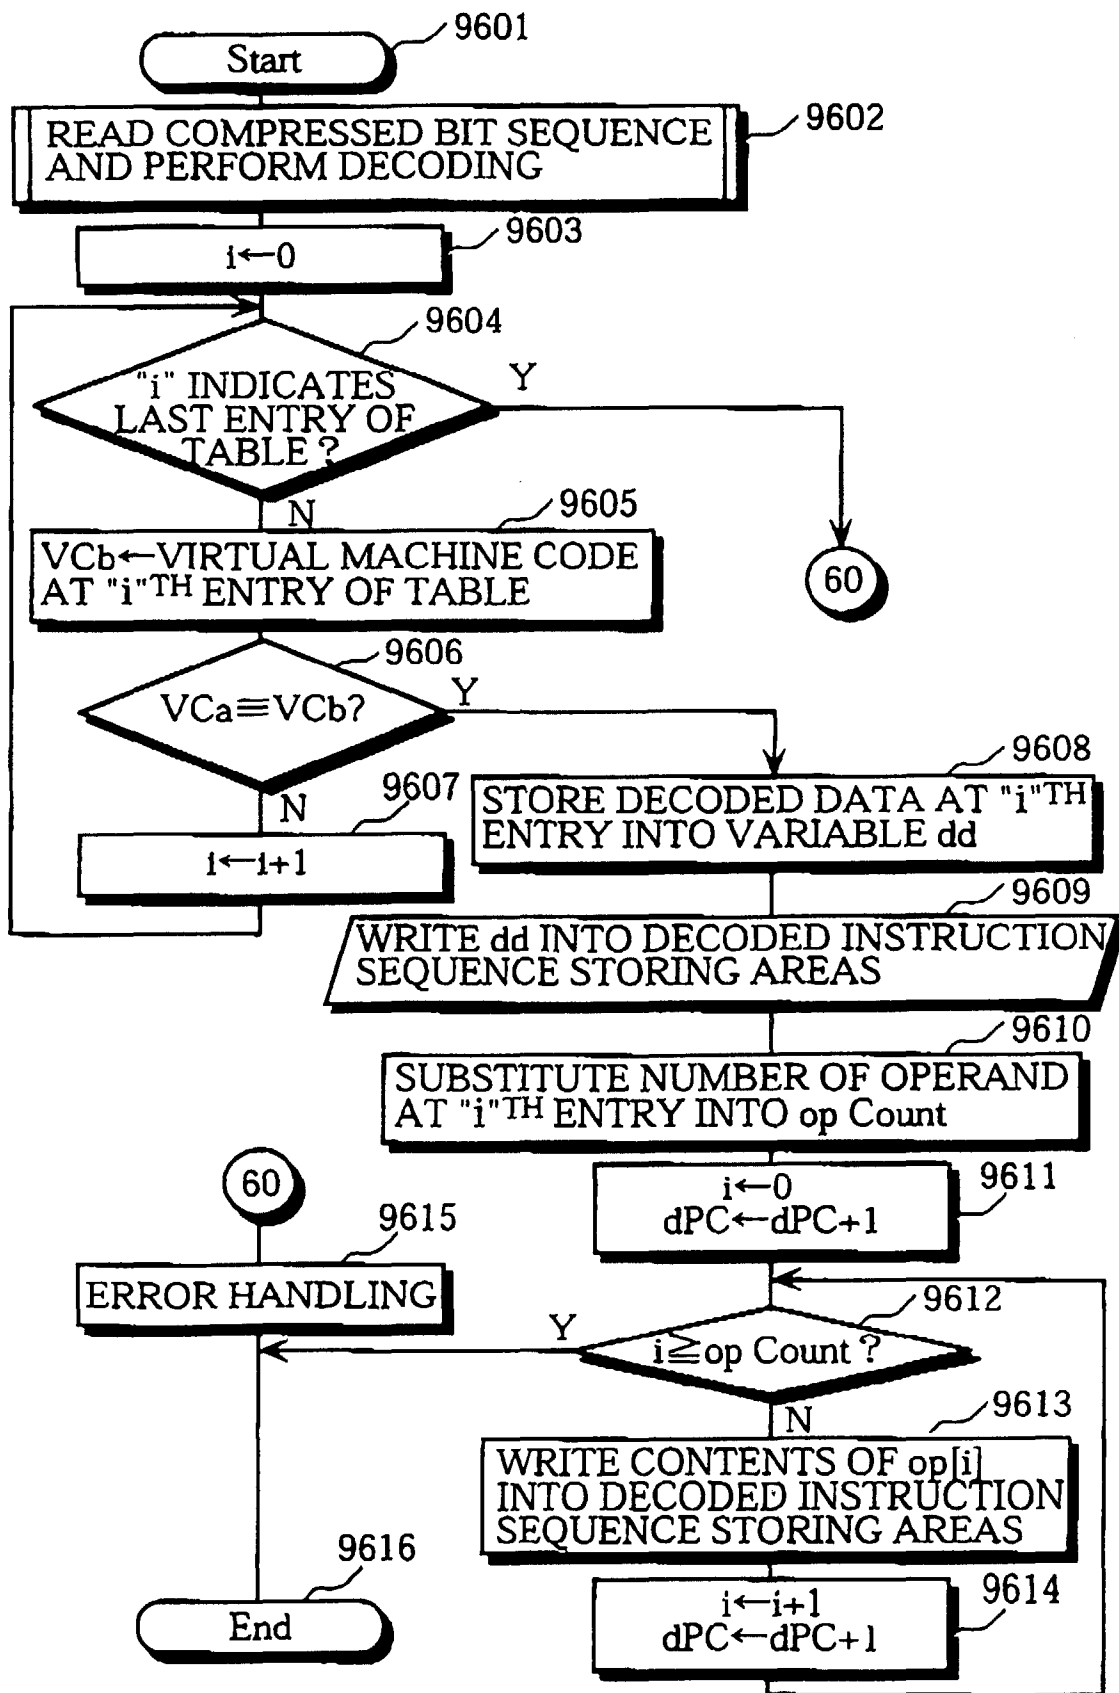 9601
Start
9602
READ COMPRESSED BIT SEQUENCE
AND PERFORM DECODING
9603
i←0
9604
"i" INDICATES
LAST ENTRY OF
TABLE ?
Y
N
60
9605
VCb←VIRTUAL MACHINE CODE
AT "i"TH ENTRY OF TABLE
9606
VCa≡VCb?
Y
N
9607
i←i+1
9608
STORE DECODED DATA AT "i"TH
ENTRY INTO VARIABLE dd
9609
WRITE dd INTO DECODED INSTRUCTION
SEQUENCE STORING AREAS
9610
SUBSTITUTE NUMBER OF OPERAND
AT "i"TH ENTRY INTO op Count
9611
i←0
dPC←dPC+1
60
9615
ERROR HANDLING
9612
i≧op Count ?
Y
N
9613
WRITE CONTENTS OF op[i]
INTO DECODED INSTRUCTION
SEQUENCE STORING AREAS
9614
i←i+1
dPC←dPC+1
9616
End